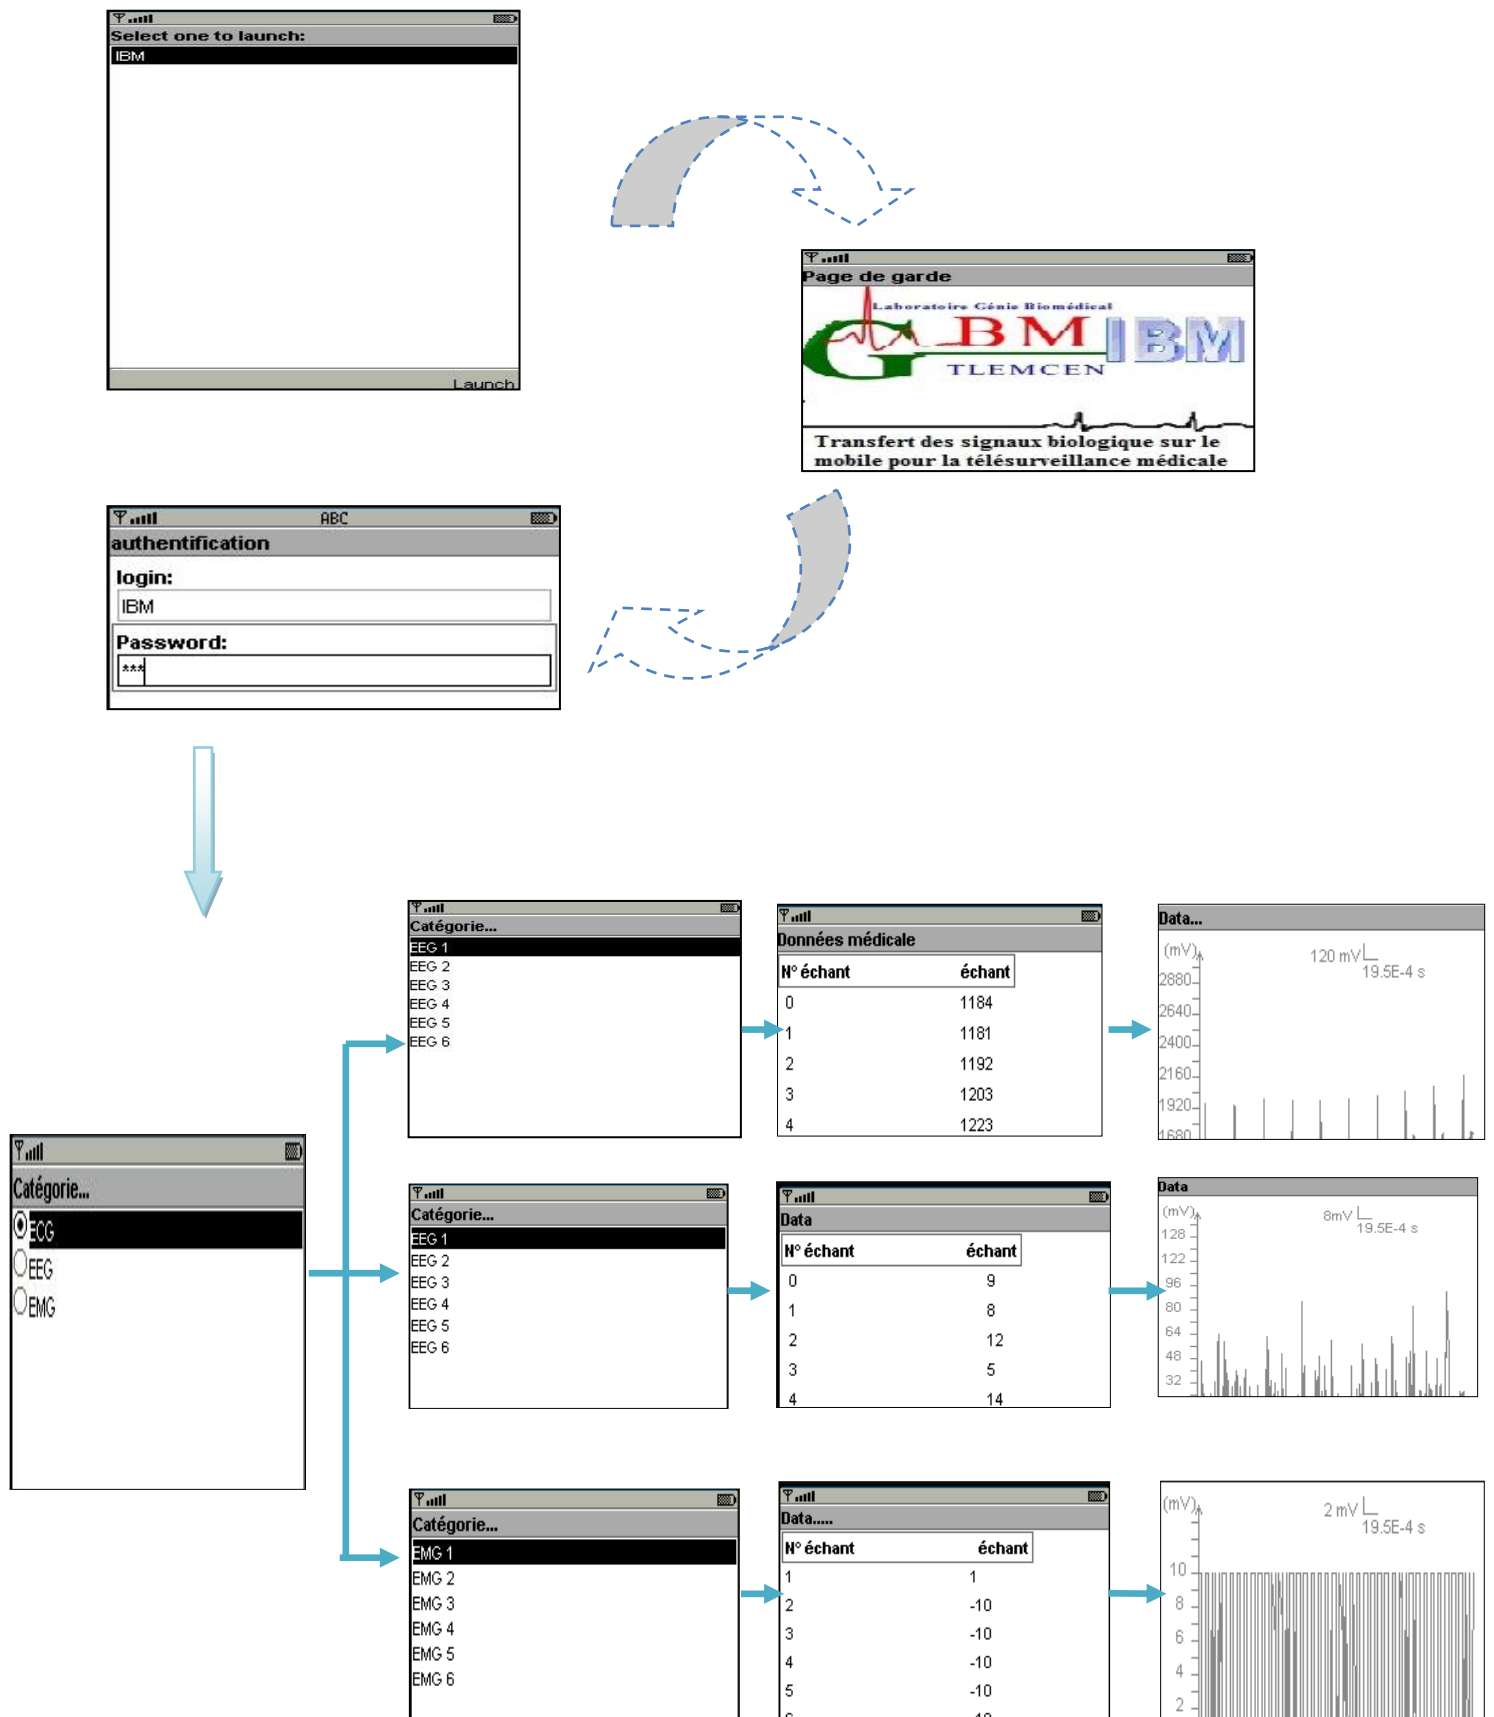 Select one to launch:
IBM
Launch
Page de garde
Laboratoire Génie Biomédical
G BM IBM
TLEMCEN
Transfert des signaux biologique sur le
mobile pour la télésurveillance médicale
ABC
authentification
login:
IBM
Password:
***
Catégorie...
ECG
EEG
EMG
Catégorie...
EEG 1
EEG 2
EEG 3
EEG 4
EEG 5
EEG 6
Données médicale
N° échant échant
0 1184
1 1181
2 1192
3 1203
4 1223
Data...
(mV)
120 mV
19.5E-4 s
2880
2640
2400
2160
1920
1680
Catégorie...
EEG 1
EEG 2
EEG 3
EEG 4
EEG 5
EEG 6
Data
N° échant échant
0 9
1 8
2 12
3 5
4 14
Data
(mV)
8mV
19.5E-4 s
128
122
96
80
64
48
32
Catégorie...
EMG 1
EMG 2
EMG 3
EMG 4
EMG 5
EMG 6
Data.....
N° échant échant
1 1
2 -10
3 -10
4 -10
5 -10
(mV)
2 mV
19.5E-4 s
10
8
6
4
2